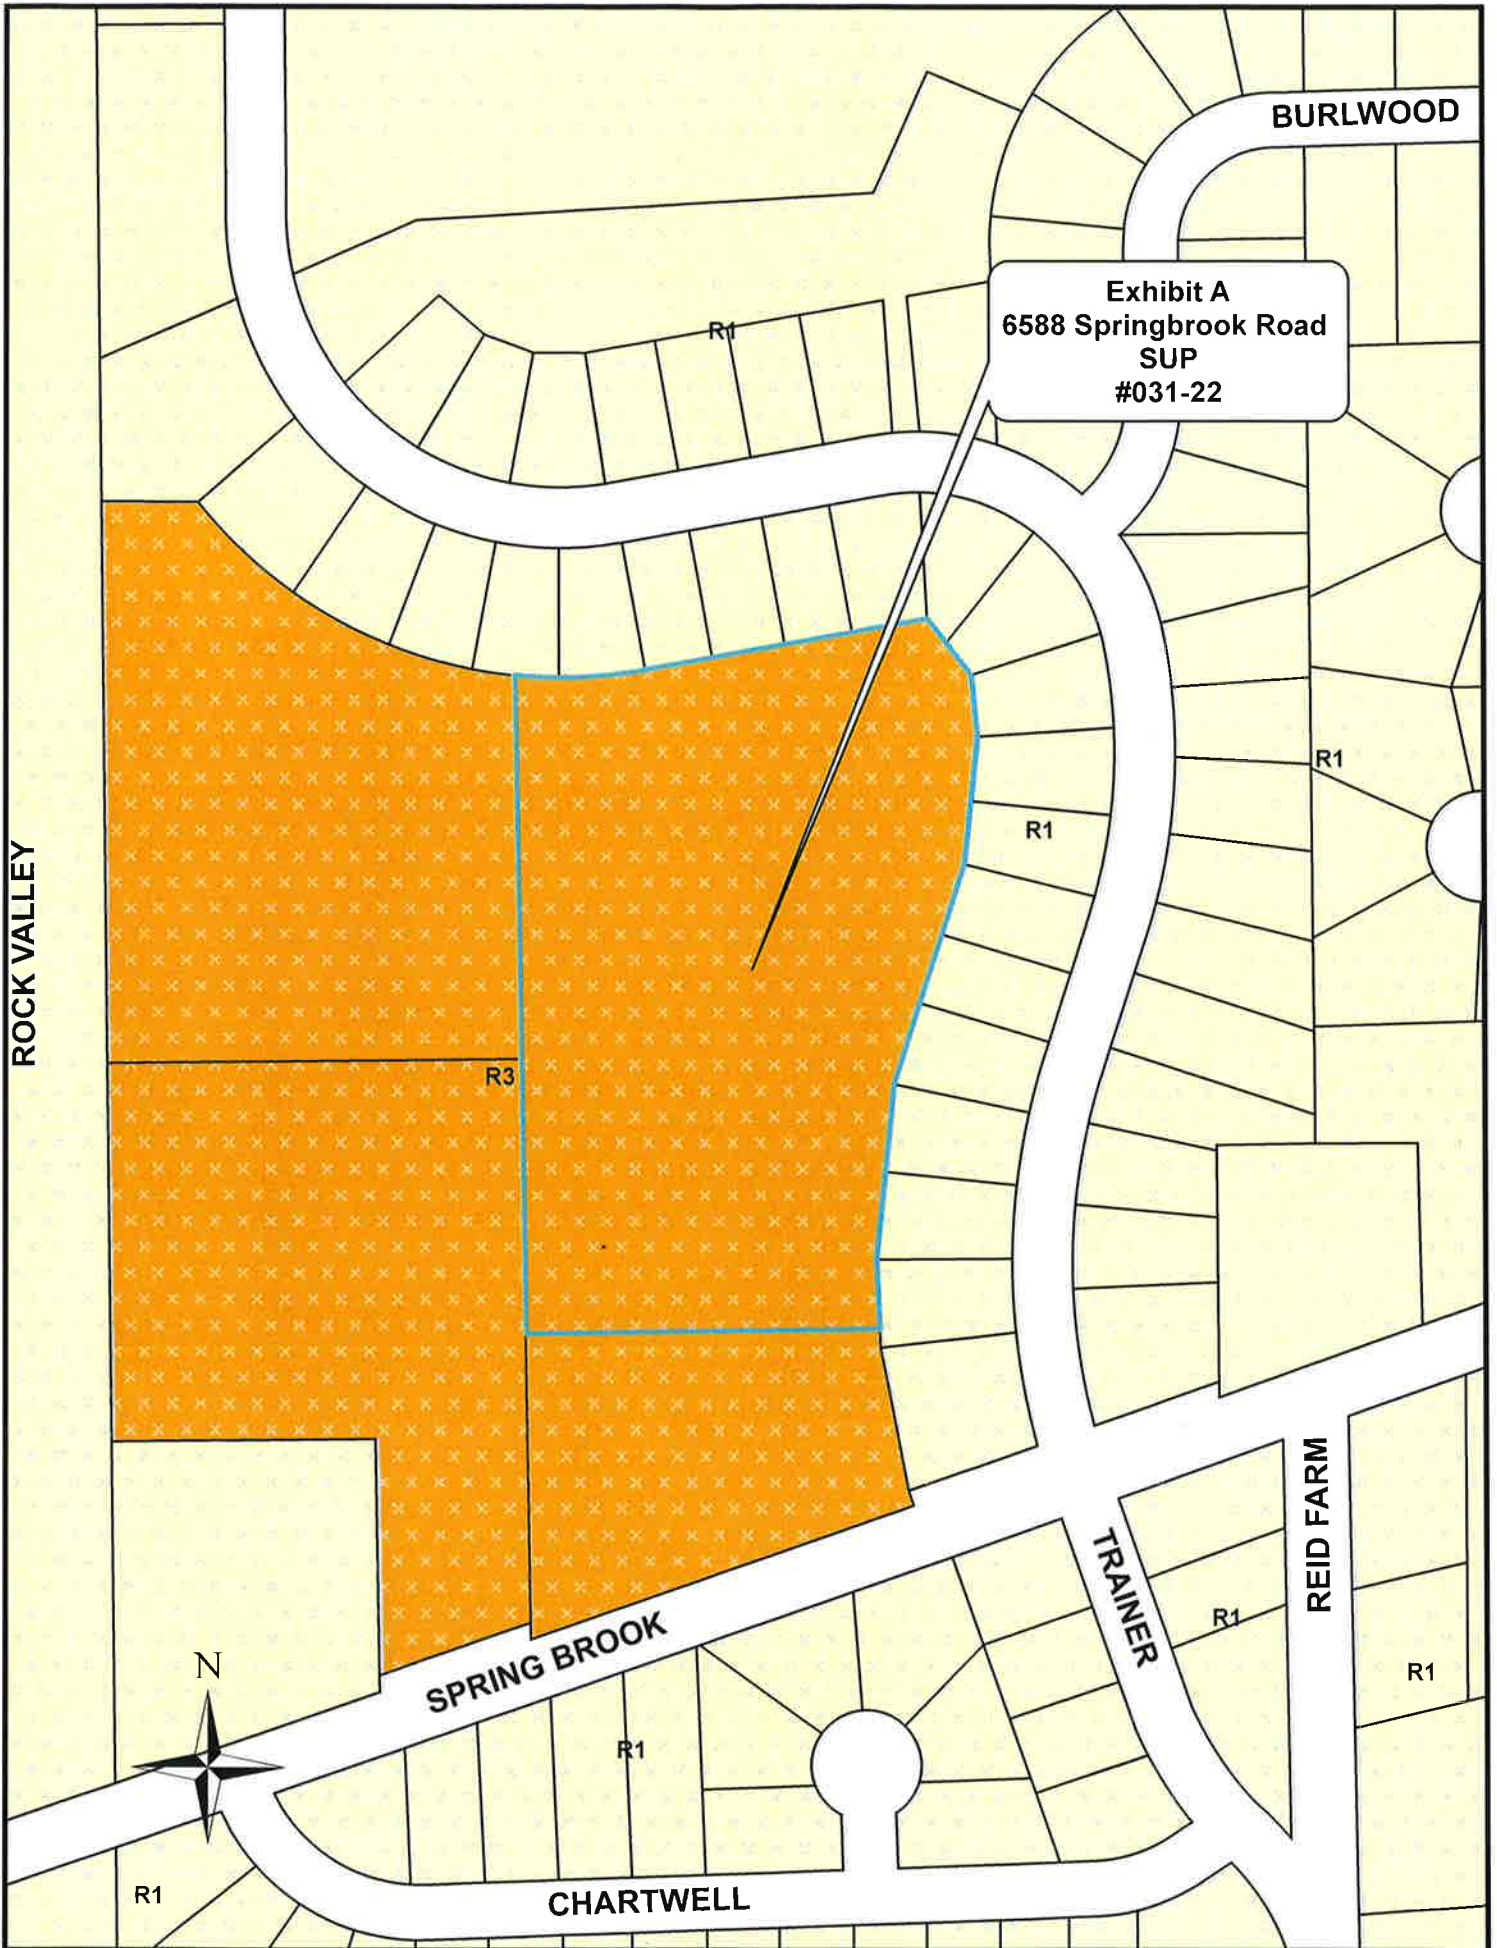 BURLWOOD
Exhibit A
6588 Springbrook Road
SUP
#031-22
R1
R1
R1
ROCK VALLEY
R3
REID FARM
TRAINER
SPRING BROOK
R1
R1
N
R1
R1
CHARTWELL